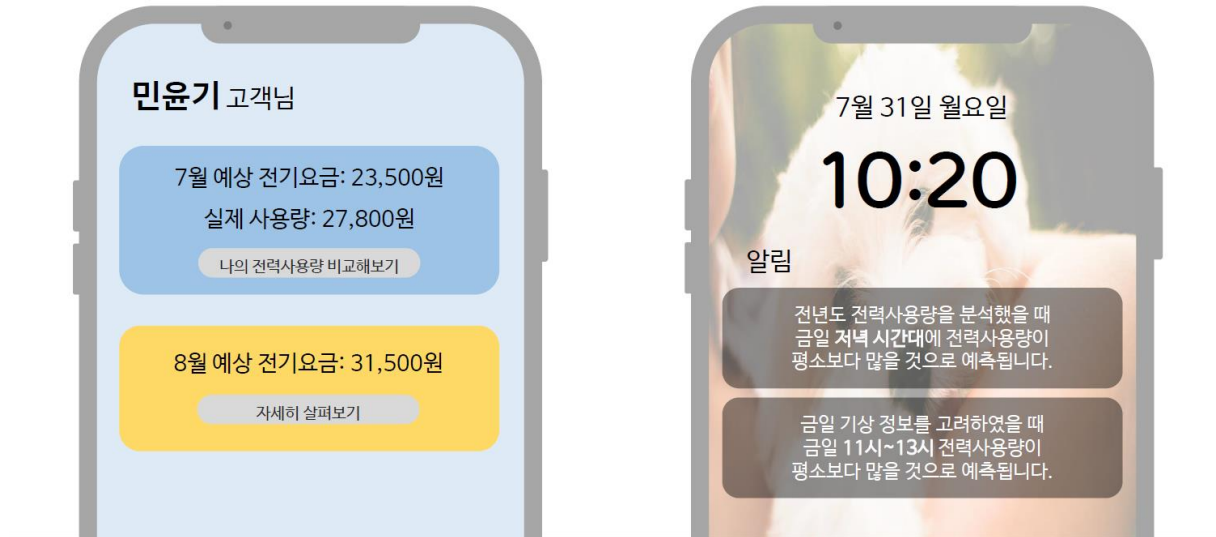 민윤기 고객님
7월 예상 전기요금: 23,500원
실제 사용량: 27,800원
나의 전력사용량 비교해보기
8월 예상 전기요금: 31,500원
자세히 살펴보기
7월 31일 월요일
10:20
알림
전년도 전력사용량을 분석했을 때
금일 저녁 시간대에 전력사용량이
평소보다 많을 것으로 예측됩니다.
금일 기상 정보를 고려하였을 때
금일 11시~13시 전력사용량이
평소보다 많을 것으로 예측됩니다.